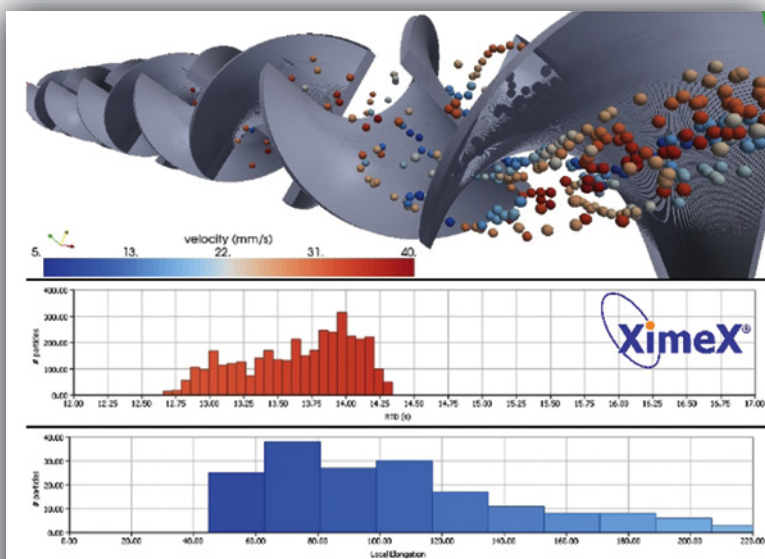 velocity (mm/s)
5. 13. 22. 31. 40.
# particles
400.00
300.00
200.00
100.00
0.00
12.00 12.25 12.50 12.75 13.00 13.25 13.50 13.75 14.00 14.25 14.50 14.75 15.00 15.25 15.50 15.75 16.00 16.25 16.50 16.75 17.00
RTD (s)
XimeX®
# particles
40.00
30.00
20.00
10.00
0.00
0.00 20.00 40.00 60.00 80.00 100.00 120.00 140.00 160.00 180.00 200.00 220.00
Local Elongation